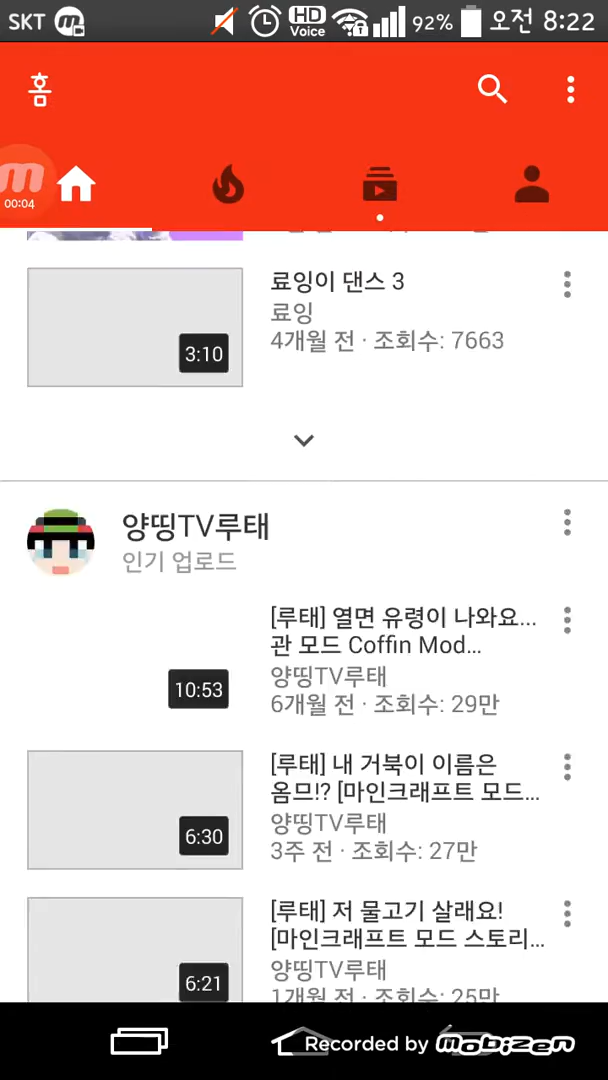 SKT
HD
Voice
92%
오전 8:22
홈
m
00:04
료잉이 댄스 3
료잉
4개월 전 · 조회수: 7663
3:10
양띵TV루태
인기 업로드
[루태] 열면 유령이 나와요...
관 모드 Coffin Mod...
양띵TV루태
6개월 전 · 조회수: 29만
10:53
[루태] 내 거북이 이름은
옴므!? [마인크래프트 모드...
양띵TV루태
3주 전 · 조회수: 27만
6:30
[루태] 저 물고기 살래요!
[마인크래프트 모드 스토리...
양띵TV루태
1개월 전 · 조회수: 25만
6:21
Recorded by Mobizen